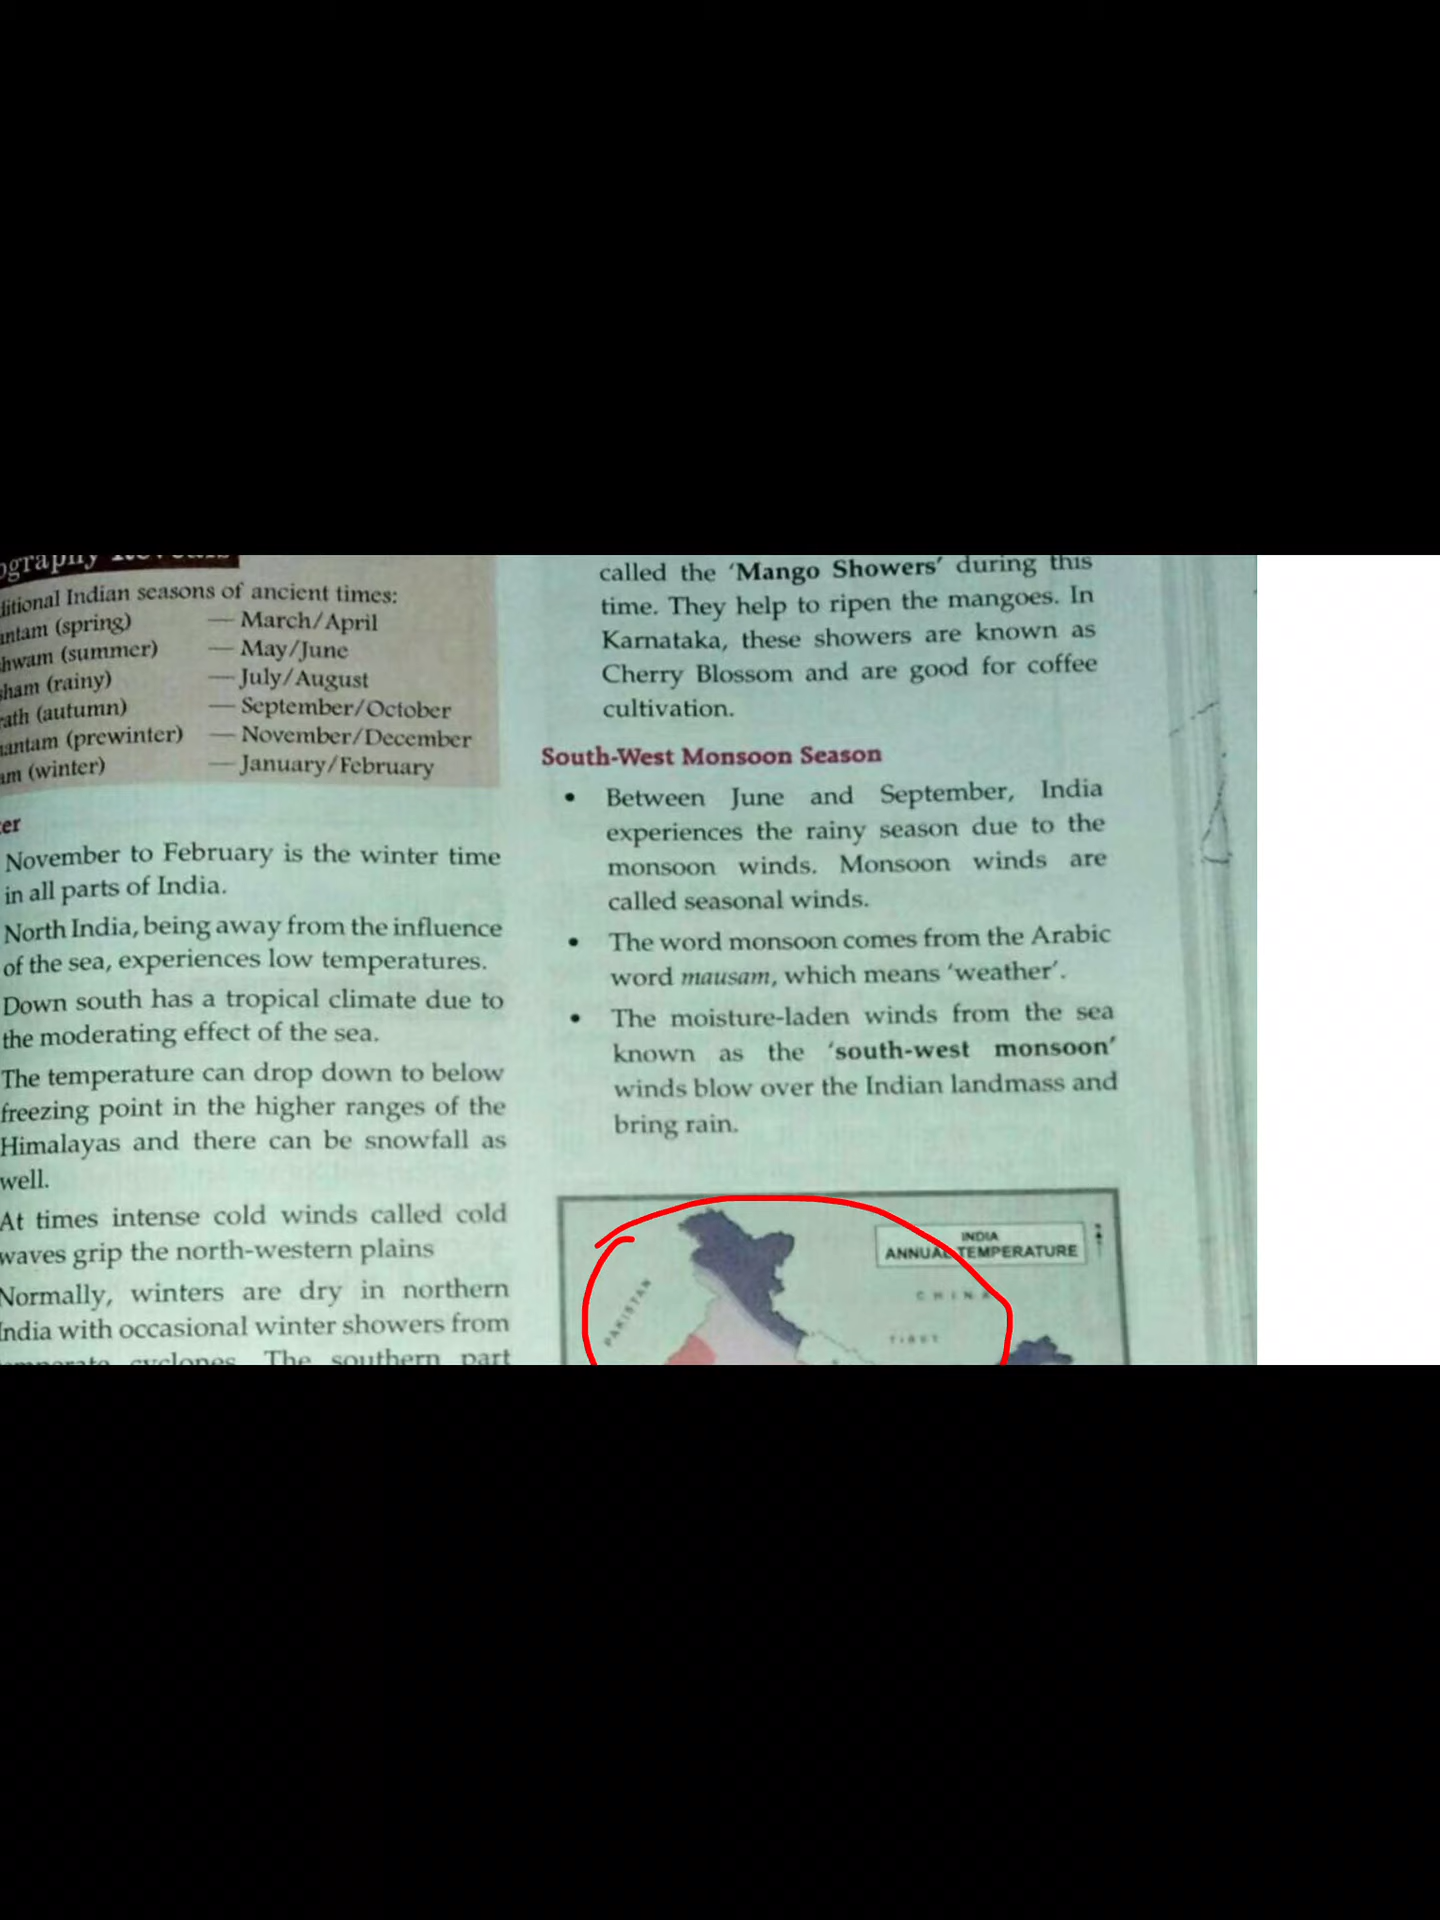 ditional Indian seasons of ancient times:
antam (spring) — March/April
hwam (summer) — May/June
ham (rainy) — July/August
ath (autumn) — September/October
antam (prewinter) — November/December
am (winter) — January/February
er
November to February is the winter time
in all parts of India.
North India, being away from the influence
of the sea, experiences low temperatures.
Down south has a tropical climate due to
the moderating effect of the sea.
The temperature can drop down to below
freezing point in the higher ranges of the
Himalayas and there can be snowfall as
well.
At times intense cold winds called cold
waves grip the north-western plains
Normally, winters are dry in northern
India with occasional winter showers from
cyclones. The southern part
called the ‘Mango Showers’ during this
time. They help to ripen the mangoes. In
Karnataka, these showers are known as
Cherry Blossom and are good for coffee
cultivation.
South-West Monsoon Season
• Between June and September, India
experiences the rainy season due to the
monsoon winds. Monsoon winds are
called seasonal winds.
• The word monsoon comes from the Arabic
word mausam, which means ‘weather’.
• The moisture-laden winds from the sea
known as the ‘south-west monsoon’
winds blow over the Indian landmass and
bring rain.
INDIA
ANNUAL TEMPERATURE
PAKISTAN
CHINA
TIBET